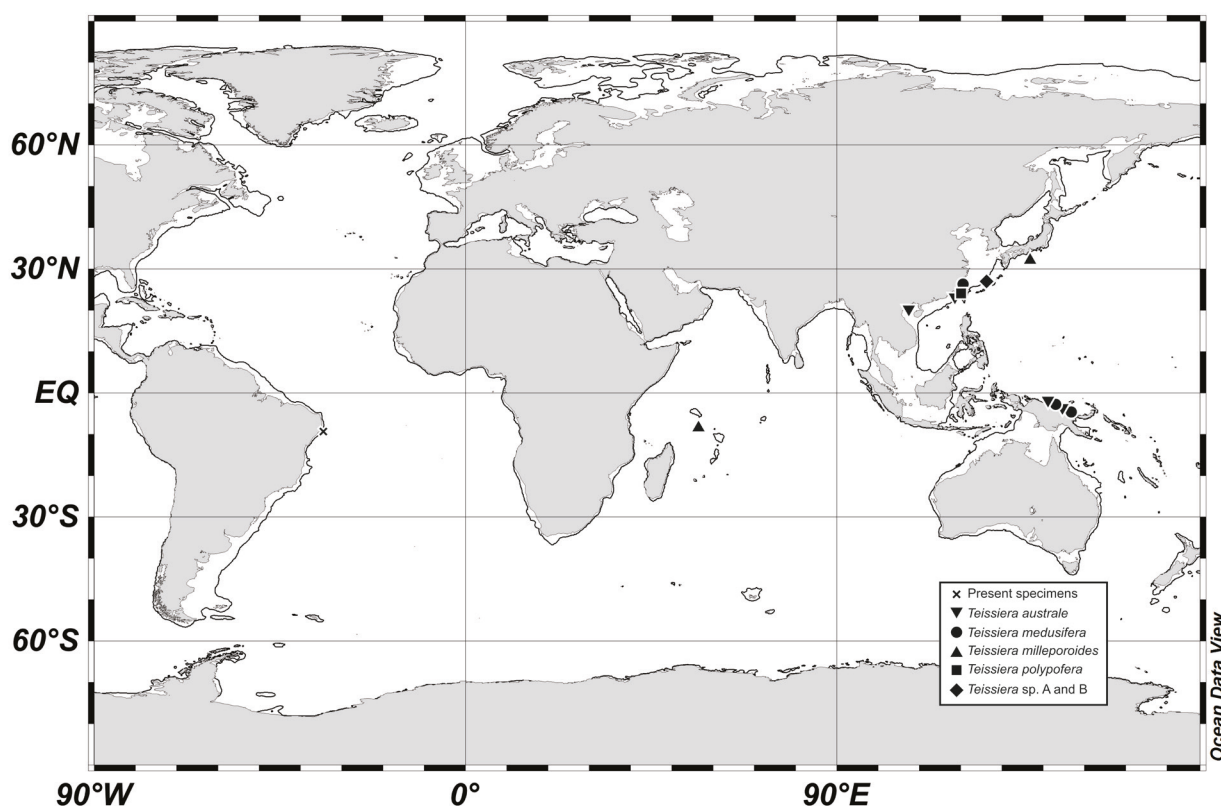 60°N
30°N
EQ
30°S
60°S
90°W
0°
90°E
× Present specimens
▼ Teissiera australe
● Teissiera medusifera
▲ Teissiera milleporoides
■ Teissiera polypofera
◆ Teissiera sp. A and B
Ocean Data View